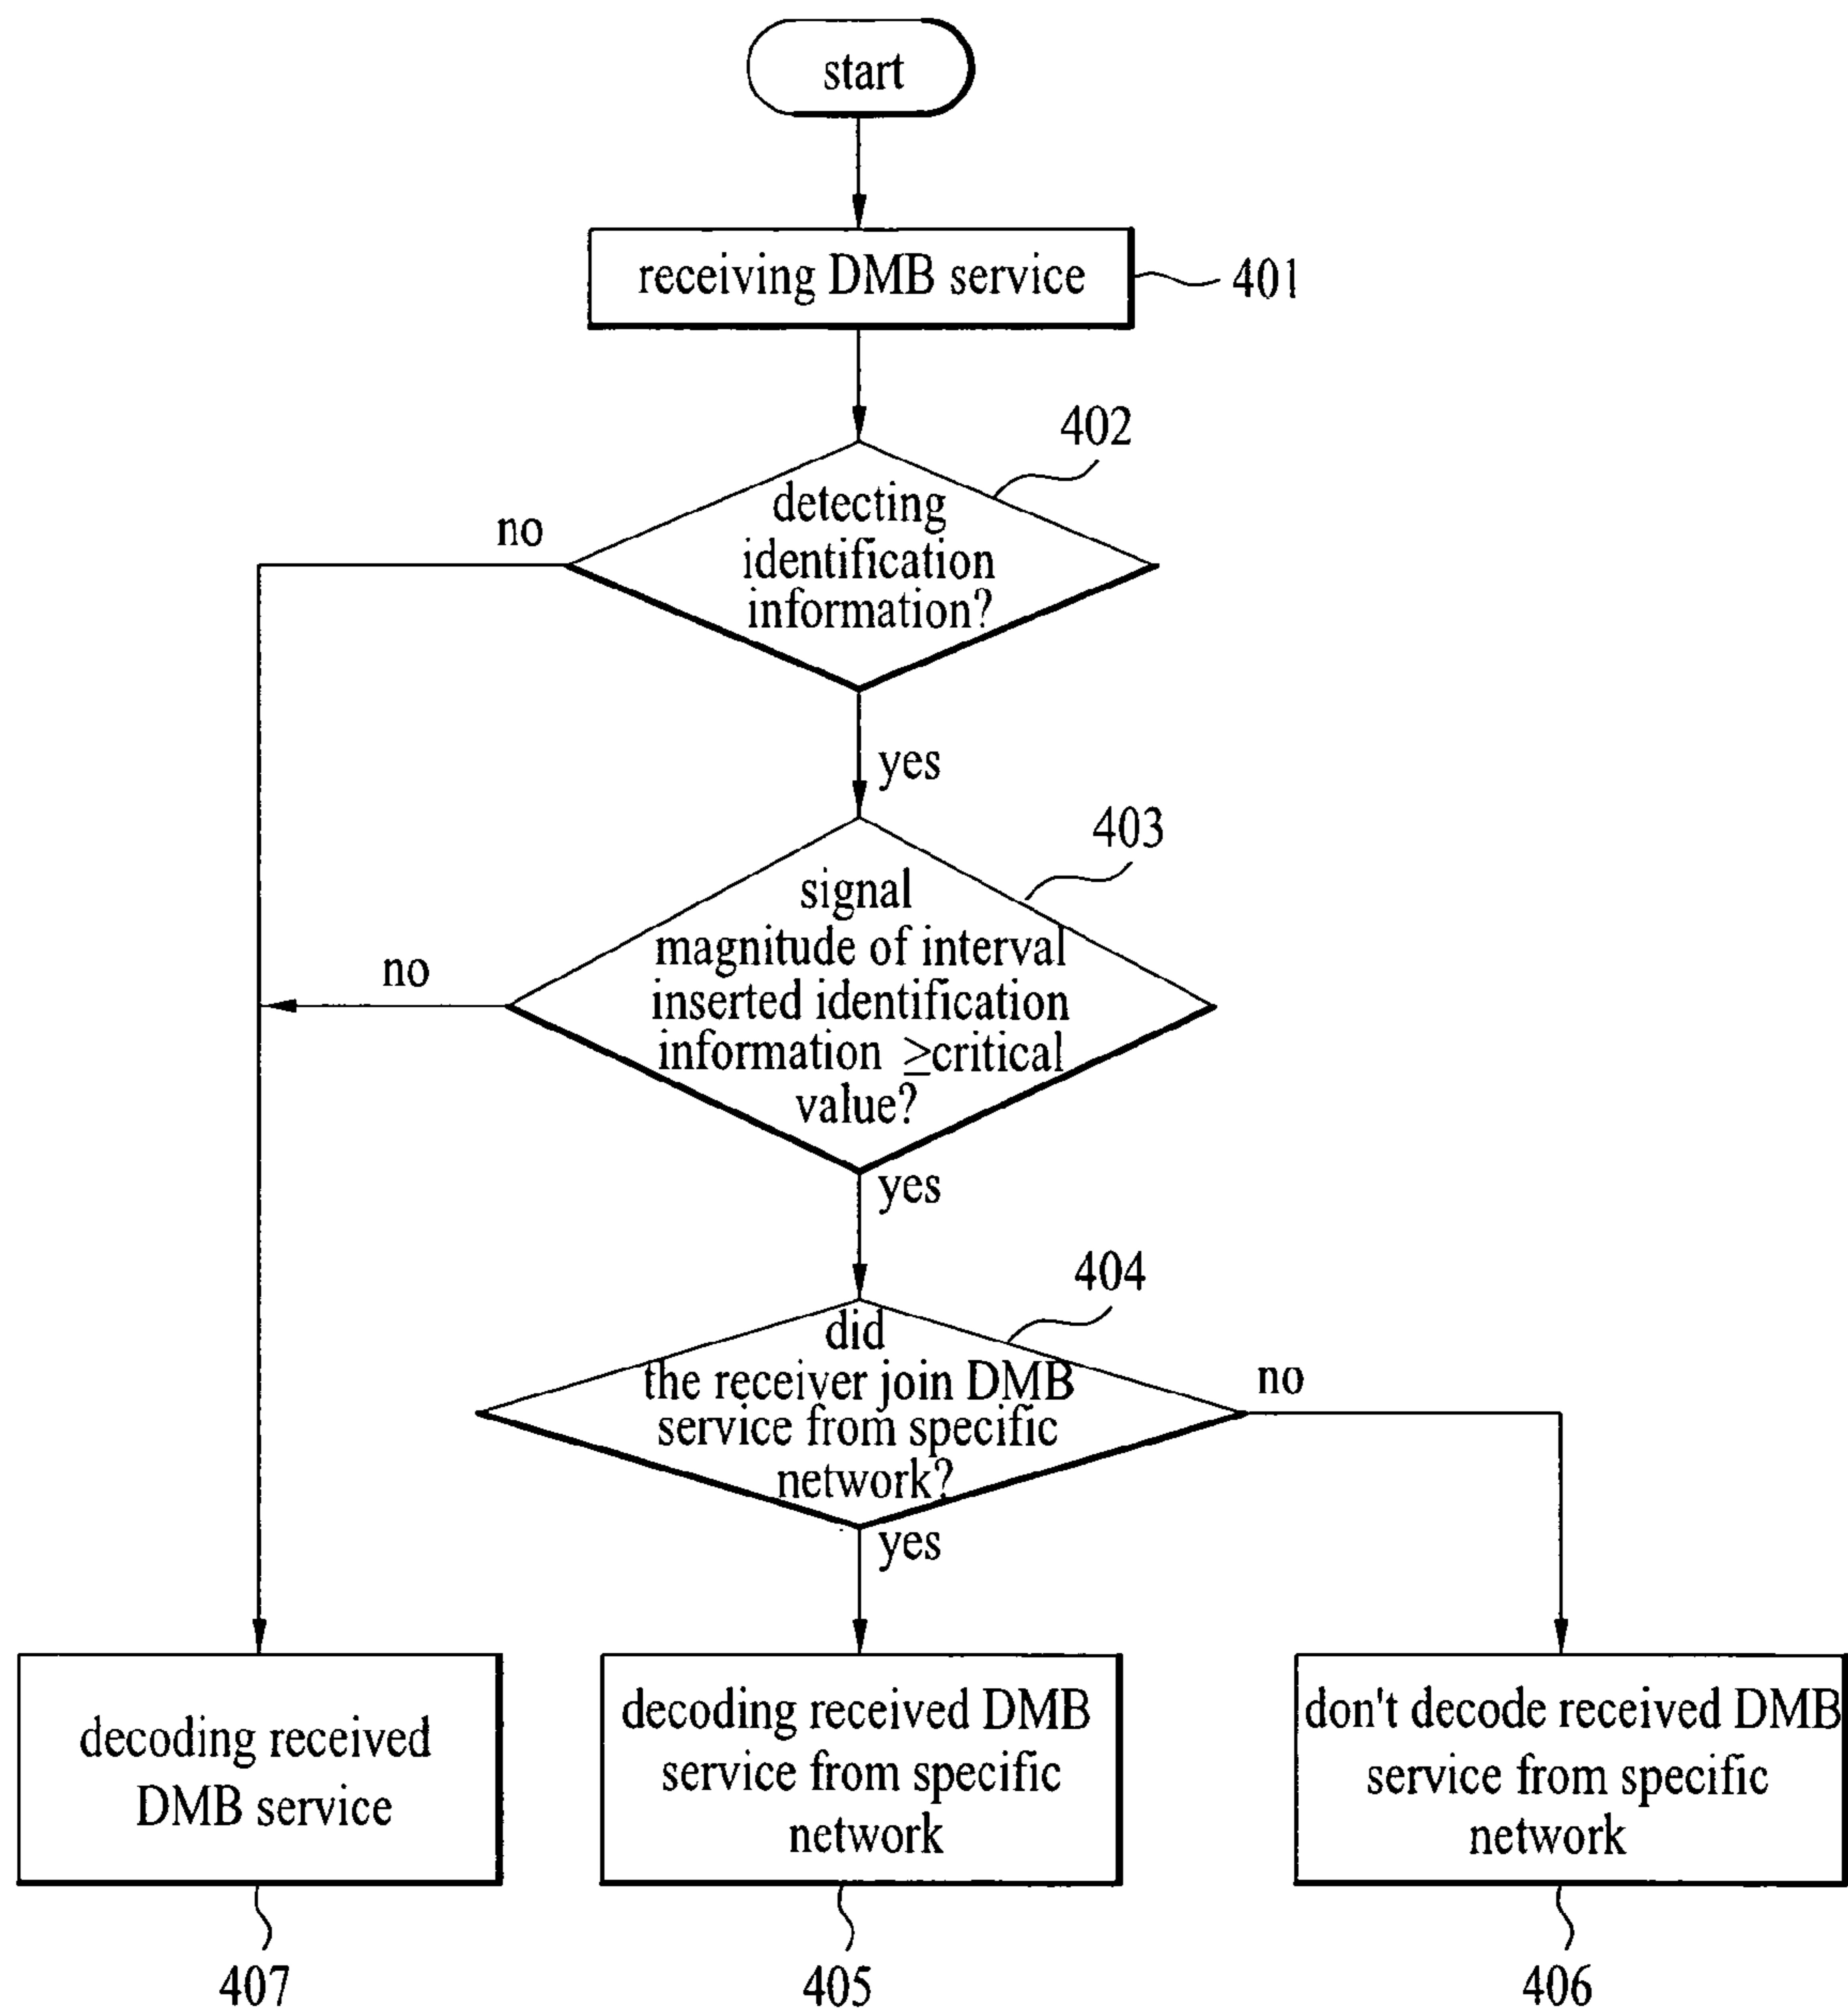 start
receiving DMB service
401
402
detecting
identification
information?
no
yes
403
signal
magnitude of interval
inserted identification
information ≥critical
value?
no
yes
404
did
the receiver join DMB
service from specific
network?
no
yes
decoding received
DMB service
decoding received DMB
service from specific
network
don't decode received DMB
service from specific
network
407
405
406